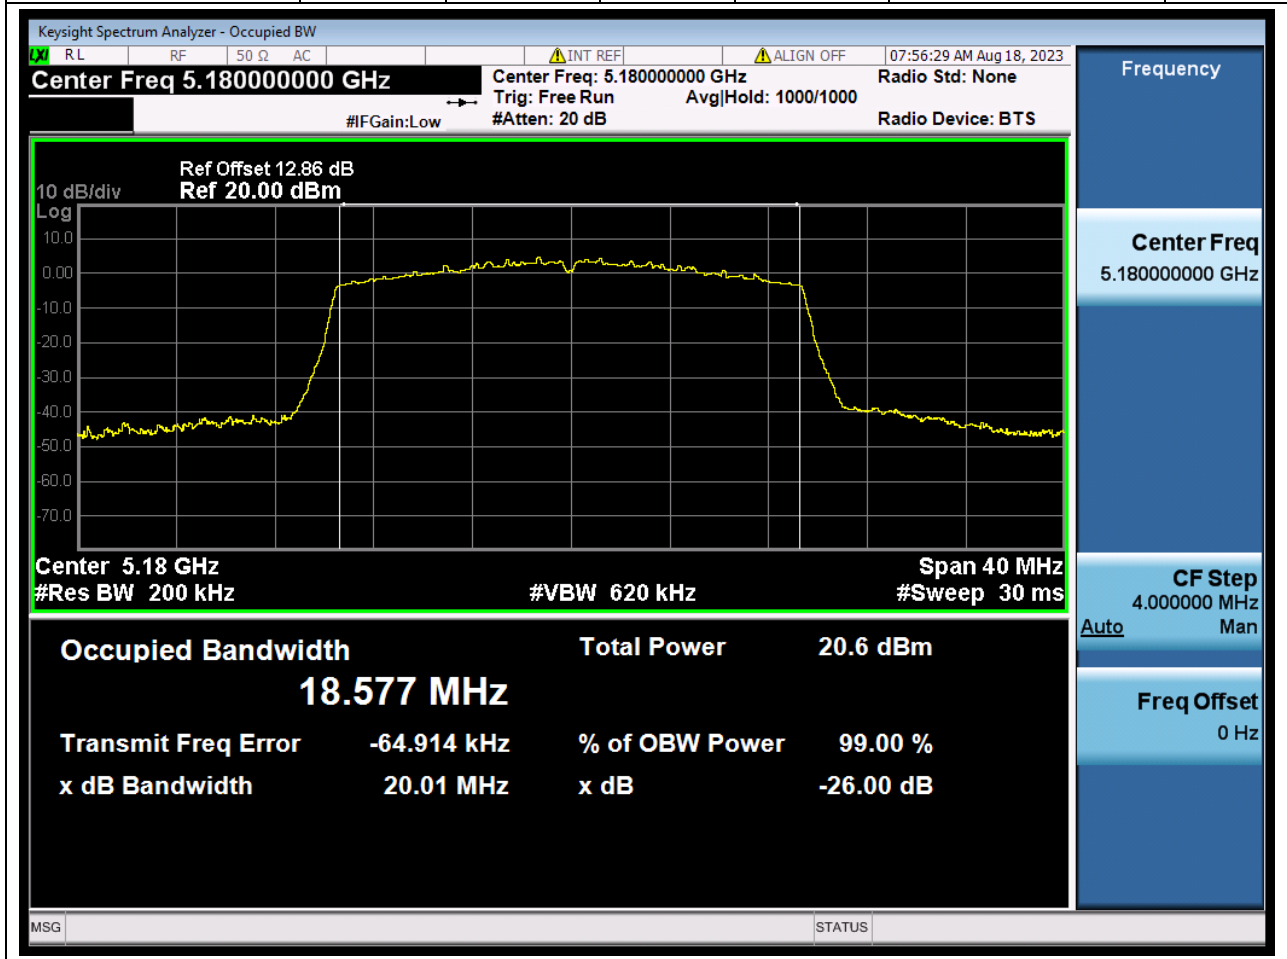 Keysight Spectrum Analyzer - Occupied BW
LXI RL RF 50 Ω AC INT REF ALIGN OFF 07:56:29 AM Aug 18, 2023
Center Freq 5.180000000 GHz
Center Freq: 5.180000000 GHz Radio Std: None
Trig: Free Run Avg|Hold: 1000/1000
#IFGain:Low #Atten: 20 dB Radio Device: BTS
Ref Offset 12.86 dB
10 dB/div Ref 20.00 dBm
Log
10.0
0.00
-10.0
-20.0
-30.0
-40.0
-50.0
-60.0
-70.0
Center 5.18 GHz Span 40 MHz
#Res BW 200 kHz #VBW 620 kHz #Sweep 30 ms
Occupied Bandwidth Total Power 20.6 dBm
18.577 MHz
Transmit Freq Error -64.914 kHz % of OBW Power 99.00 %
x dB Bandwidth 20.01 MHz x dB -26.00 dB
MSG STATUS
Frequency
Center Freq
5.180000000 GHz
CF Step
4.000000 MHz
Auto Man
Freq Offset
0 Hz